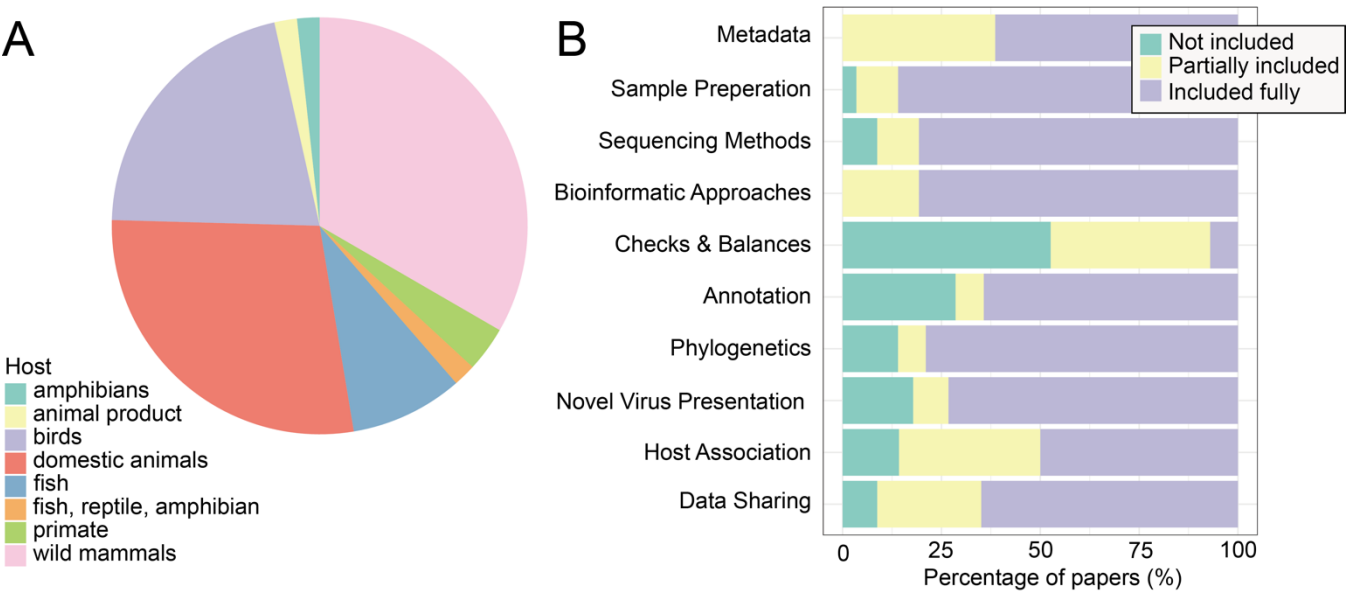 A
Host
amphibians
animal product
birds
domestic animals
fish
fish, reptile, amphibian
primate
wild mammals
B
Metadata
Sample Preperation
Sequencing Methods
Bioinformatic Approaches
Checks & Balances
Annotation
Phylogenetics
Novel Virus Presentation
Host Association
Data Sharing
Not included
Partially included
Included fully
0 25 50 75 100
Percentage of papers (%)